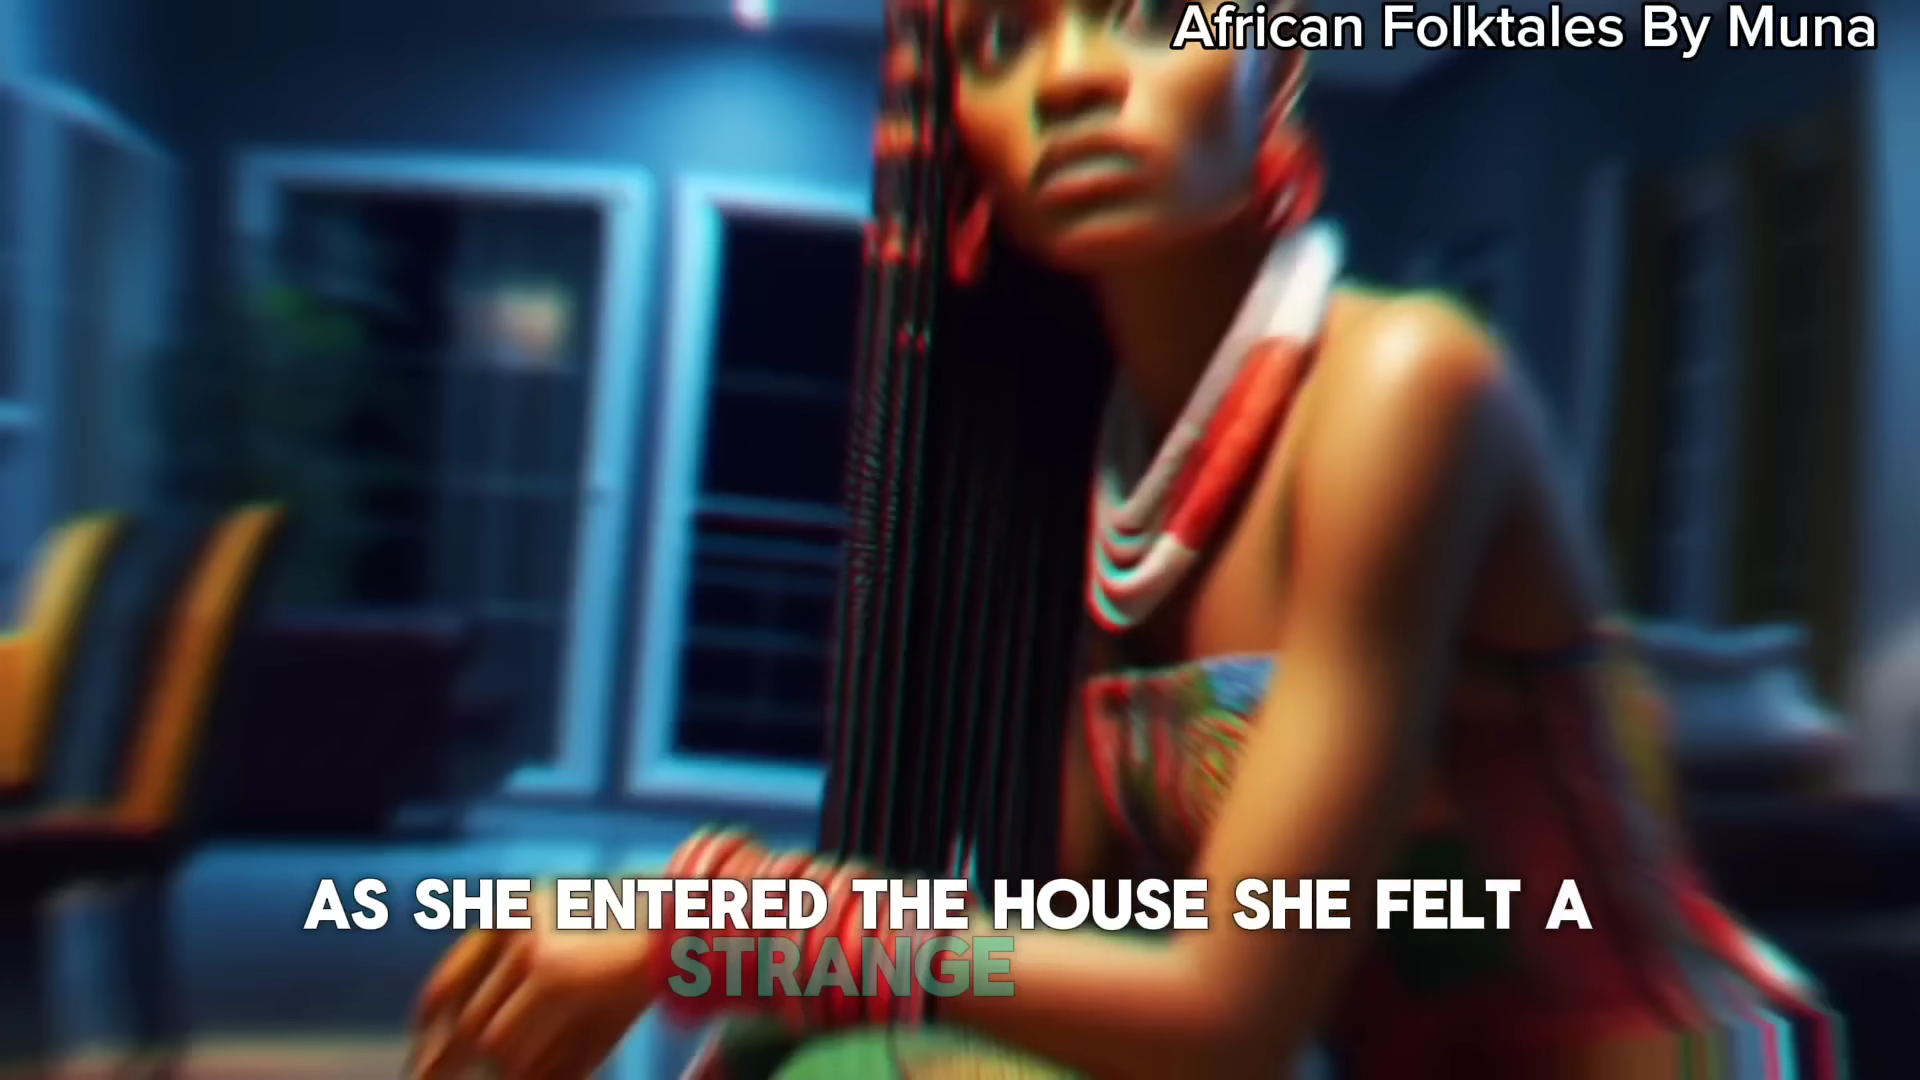 African Folktales By Muna
AS SHE ENTERED THE HOUSE SHE FELT A
STRANGE